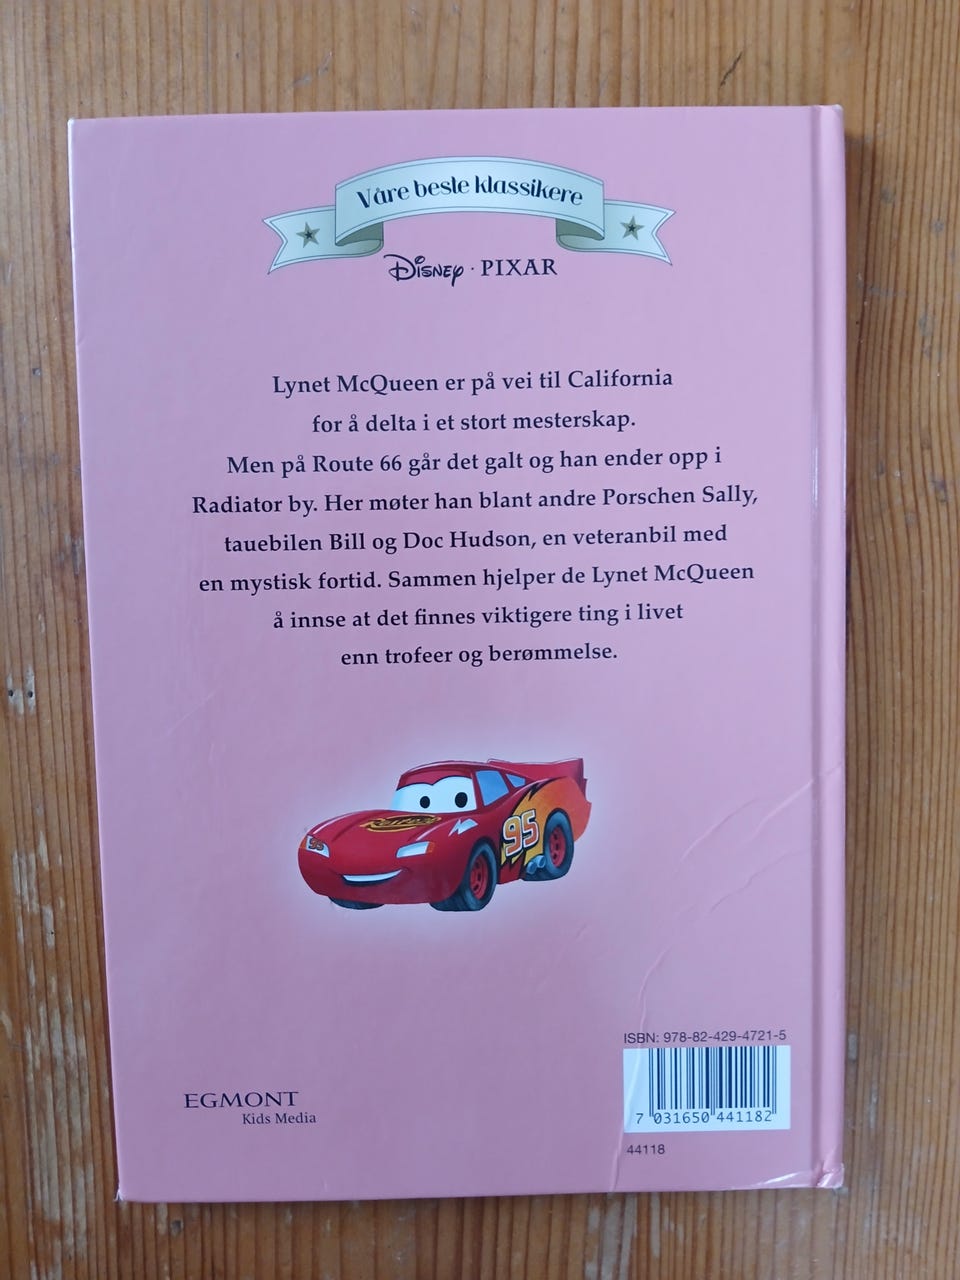 Våre beste klassikere
Disney · PIXAR
Lynet McQueen er på vei til California
for å delta i et stort mesterskap.
Men på Route 66 går det galt og han ender opp i
Radiator by. Her møter han blant andre Porschen Sally,
tauebilen Bill og Doc Hudson, en veteranbil med
en mystisk fortid. Sammen hjelper de Lynet McQueen
å innse at det finnes viktigere ting i livet
enn trofeer og berømmelse.
95
95
ISBN: 978-82-429-4721-5
7 031650 441182
44118
EGMONT
Kids Media